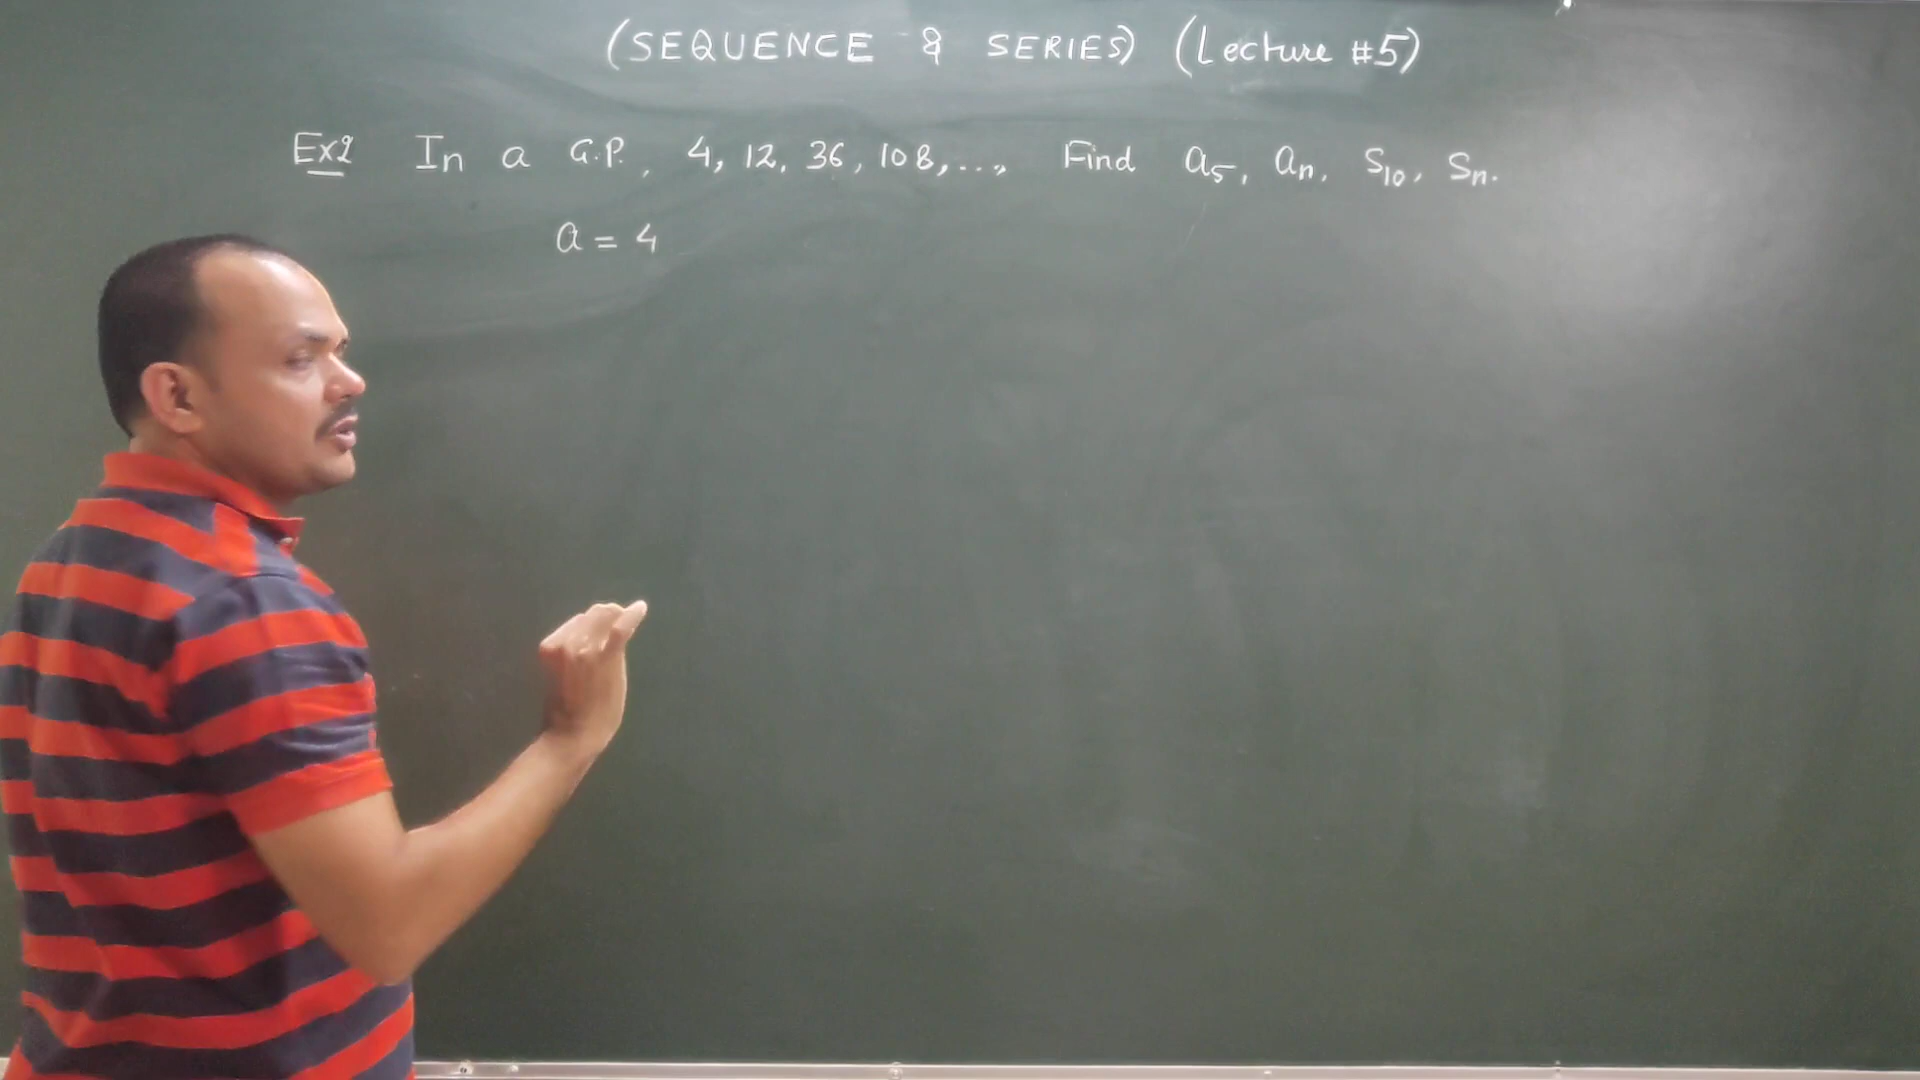 (SEQUENCE & SERIES) (Lecture #5)
Ex2 In a G.P., 4, 12, 36, 108, ..., Find a₅, aₙ, S₁₀, Sₙ.
a = 4